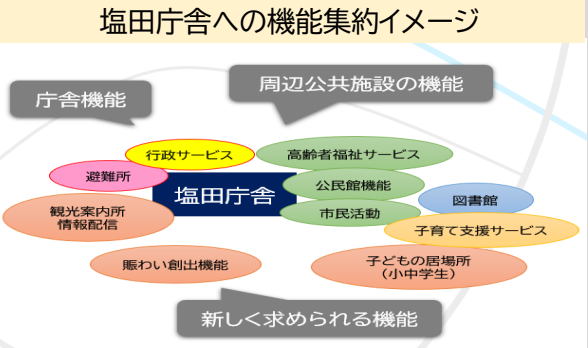 塩田庁舎への機能集約イメージ
周辺公共施設の機能
庁舎機能
行政サービス
高齢者福祉サービス
避難所
塩田庁舎
公民館機能
図書館
観光案内所
情報配信
市民活動
子育て支援サービス
賑わい創出機能
子どもの居場所
（小中学生）
新しく求められる機能